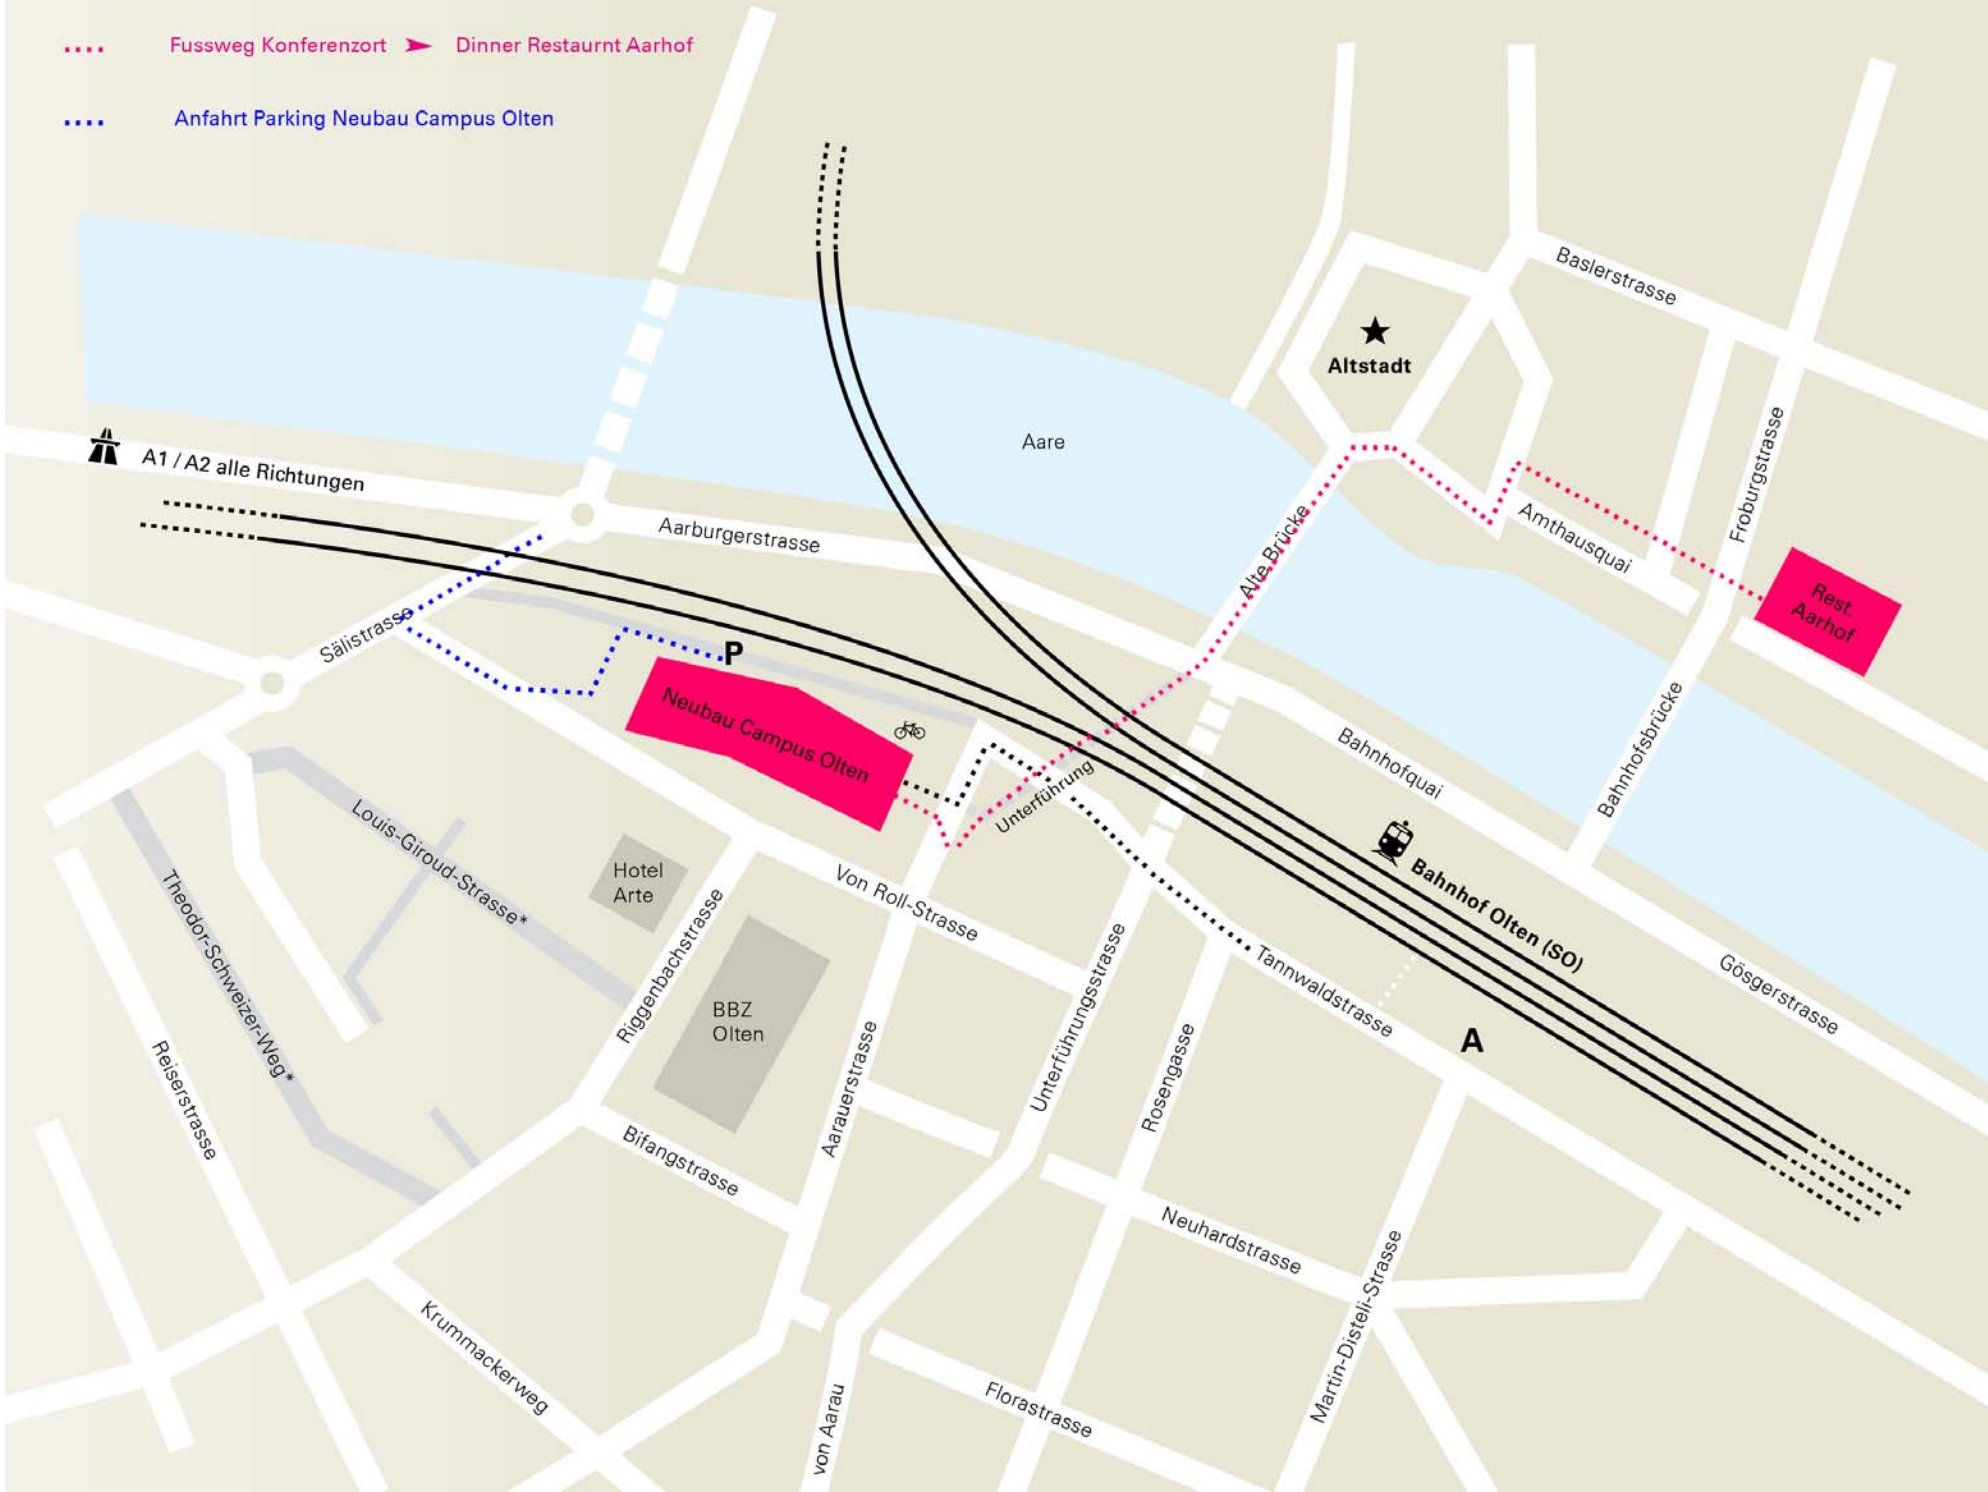 Fussweg Konferenzort Dinner Restaurnt Aarhof
Anfahrt Parking Neubau Campus Olten
Baslerstrasse
Altstadt
Aare
A1 / A2 alle Richtungen
Aarburgerstrasse
Froburgstrasse
Alte Brücke
Amthausquai
Rest.
Aarhof
Sälistrasse
P
Neubau Campus Olten
Unterführung
Bahnhofquai
Bahnhofsbrücke
Louis-Giroud-Strasse*
Hotel
Arte
Von Roll-Strasse
Bahnhof Olten (SO)
Theodor-Schweizer-Weg*
Riggenbachstrasse
BBZ
Olten
Unterführungsstrasse
Tannwaldstrasse
Gösgerstrasse
A
Reiserstrasse
Aarauerstrasse
Rosengasse
Bifangstrasse
Neuhardstrasse
Martin-Disteli-Strasse
Krummackerweg
von Aarau
Florastrasse